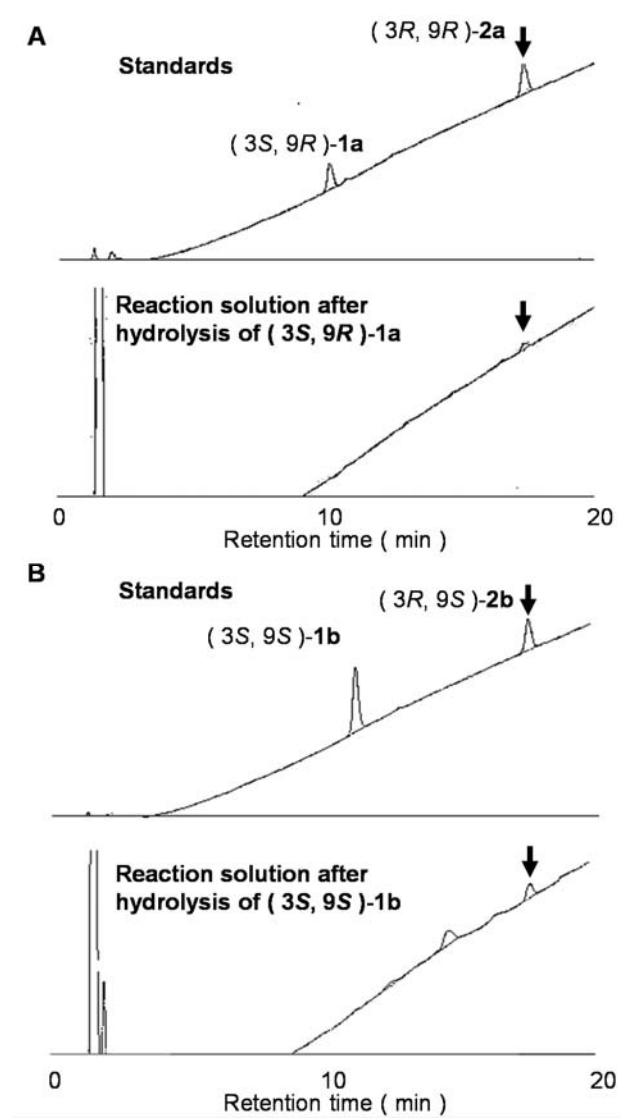 A
( 3R, 9R )-2a
Standards
( 3S, 9R )-1a
Reaction solution after
hydrolysis of ( 3S, 9R )-1a
0 10 20
Retention time ( min )
B
Standards
( 3R, 9S )-2b
( 3S, 9S )-1b
Reaction solution after
hydrolysis of ( 3S, 9S )-1b
0 10 20
Retention time ( min )